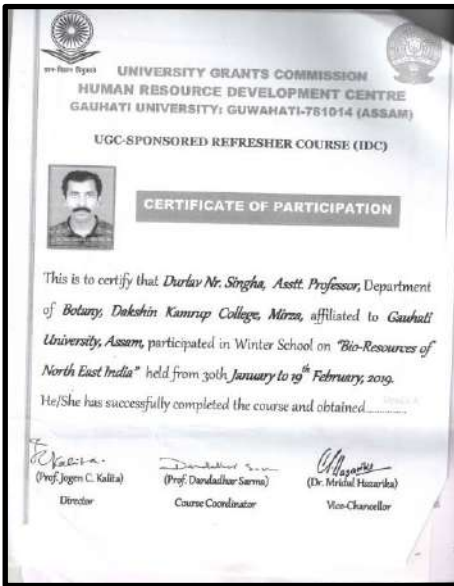 ज्ञान-विज्ञान विमुक्तये
UNIVERSITY GRANTS COMMISSION
HUMAN RESOURCE DEVELOPMENT CENTRE
GAUHATI UNIVERSITY: GUWAHATI-781014 (ASSAM)
UGC-SPONSORED REFRESHER COURSE (IDC)
CERTIFICATE OF PARTICIPATION
This is to certify that Durlav Nr. Singha, Asstt. Professor, Department
of Botany, Dakshin Kamrup College, Mirza, affiliated to Gauhati
University, Assam, participated in Winter School on "Bio-Resources of
North East India" held from 30th January to 19th February, 2019.
He/She has successfully completed the course and obtained
Kalita
(Prof. Jogen C. Kalita) (Prof. Dandadhar Sarma) (Dr. Mridul Hazarika)
Director Course Coordinator Vice-Chancellor